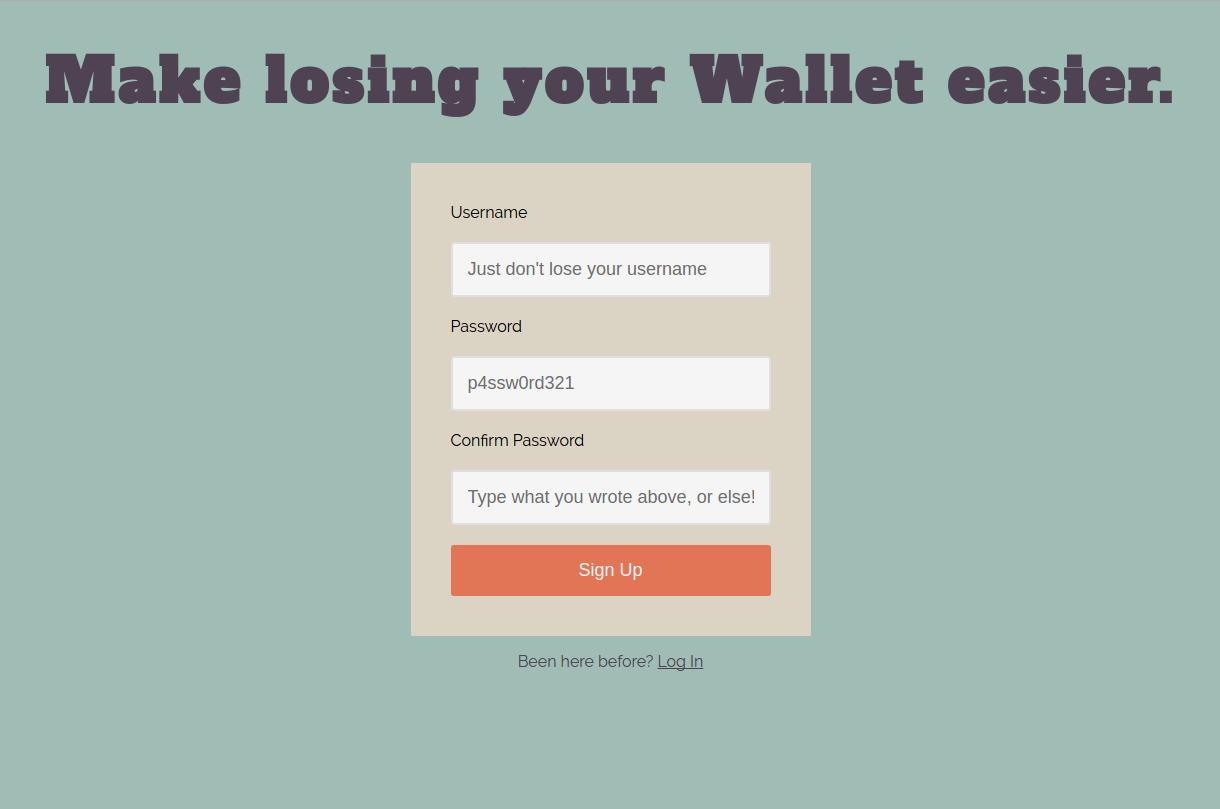 Make losing your Wallet easier.
Username
Just don't lose your username
Password
p4ssw0rd321
Confirm Password
Type what you wrote above, or else!
Sign Up
Been here before? Log In